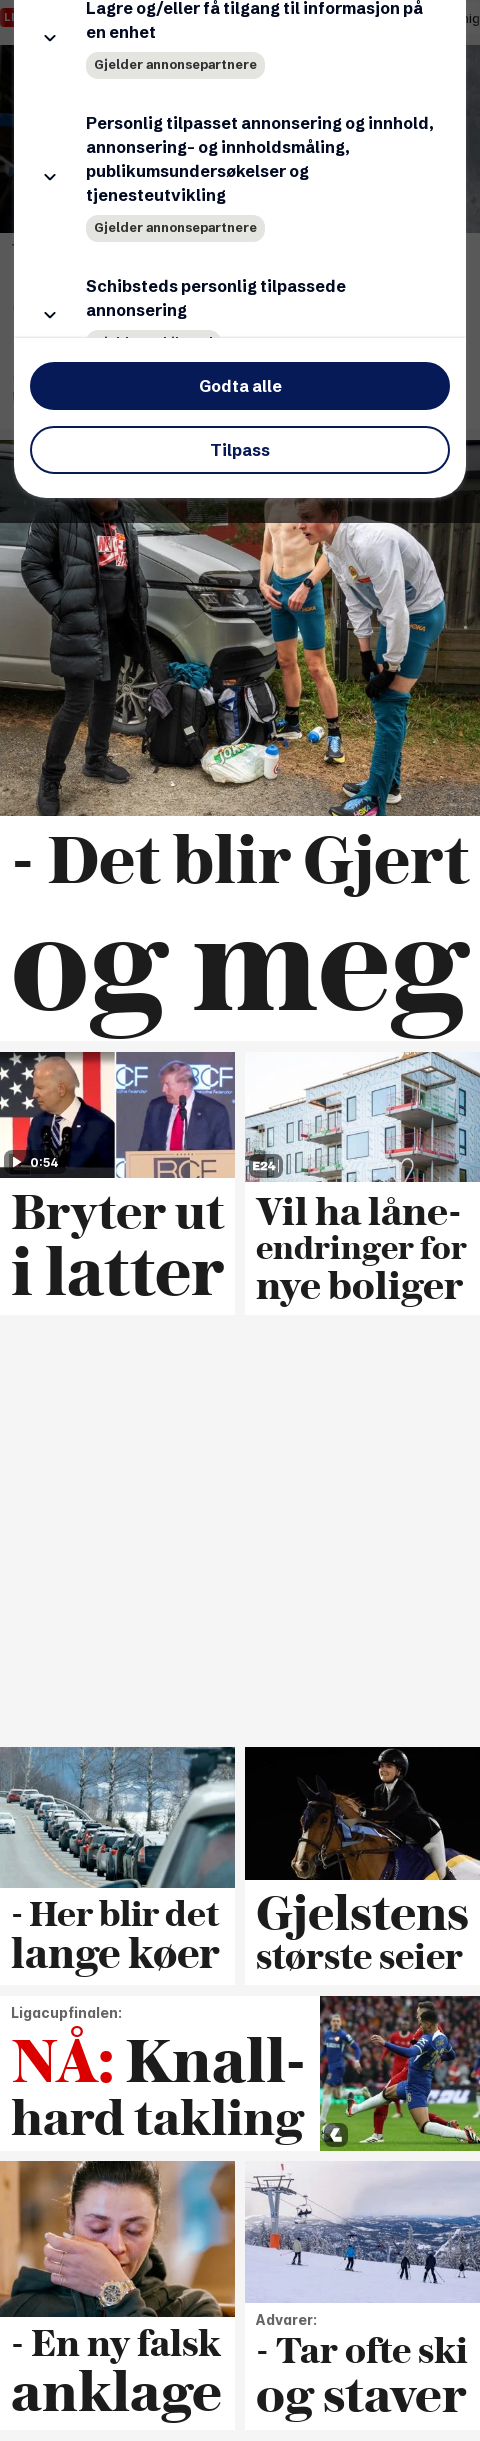 Lagre og/eller få tilgang til informasjon på
en enhet
Gjelder annonsepartnere
Personlig tilpasset annonsering og innhold,
annonsering- og innholdsmåling,
publikumsundersøkelser og
tjenesteutvikling
Gjelder annonsepartnere
Schibsteds personlig tilpassede
annonsering
Godta alle
Tilpass
- Det blir Gjert
og meg
BCF
BCF
BCF
0:54
E24
Bryter ut
i latter
Vil ha låne-
endringer for
nye boliger
- Her blir det
lange køer
Gjelstens
største seier
Ligacupfinalen:
NÅ: Knall-
hard takling
- En ny falsk
anklage
Advarer:
- Tar ofte ski
og staver